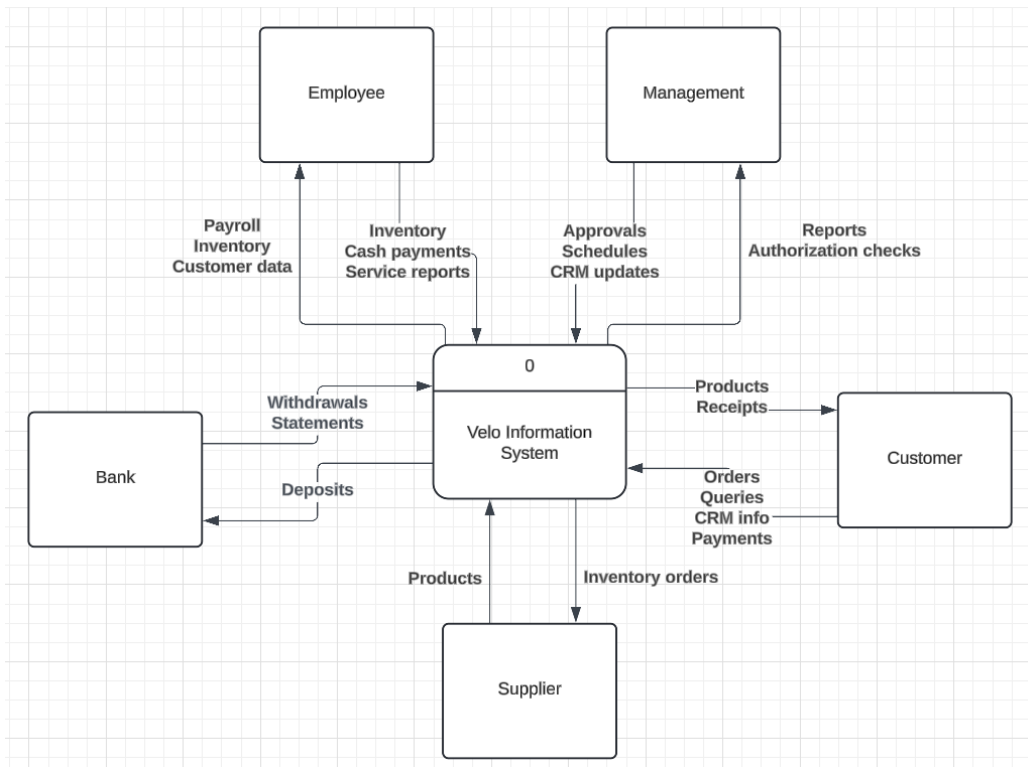 Employee
Management
Payroll
Inventory
Customer data
Inventory
Cash payments
Service reports
Approvals
Schedules
CRM updates
Reports
Authorization checks
0
Velo Information
System
Withdrawals
Statements
Bank
Deposits
Products
Receipts
Customer
Orders
Queries
CRM info
Payments
Products
Inventory orders
Supplier